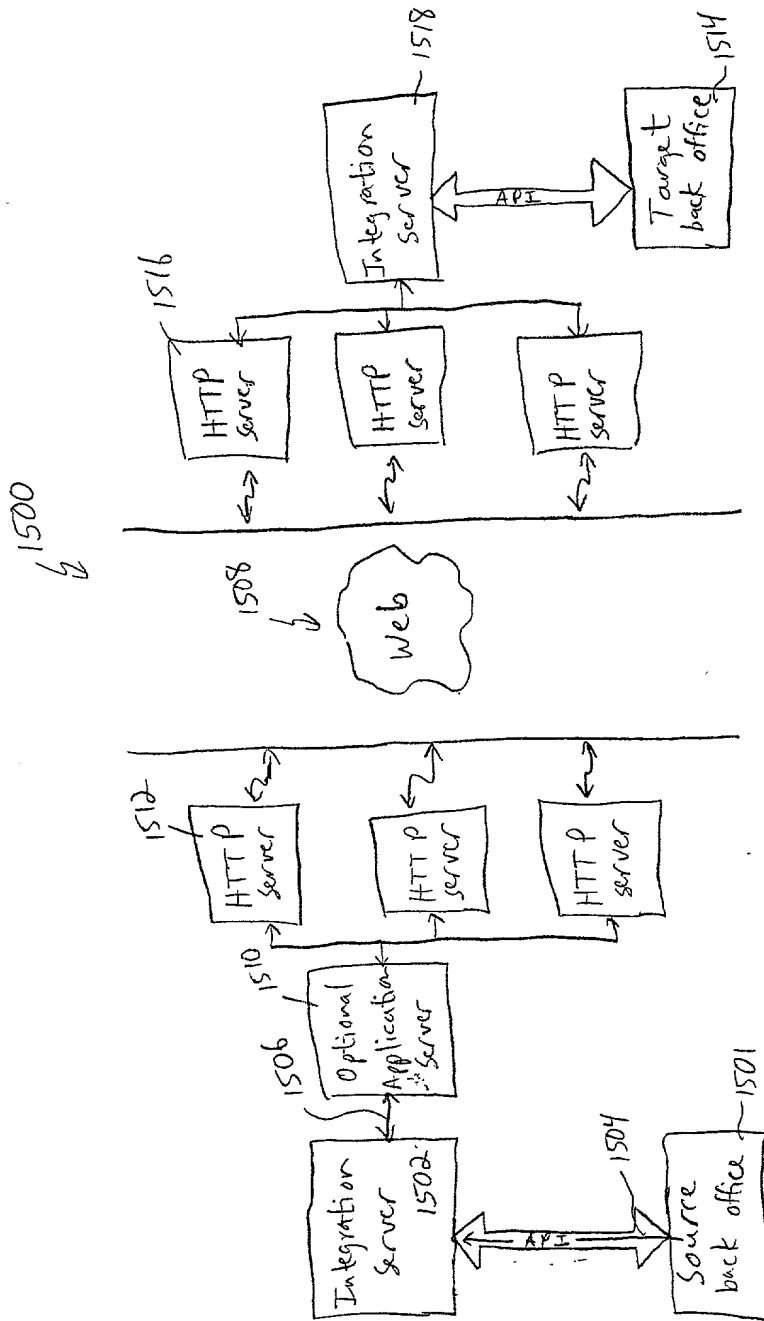 1500
1508
Web
1512
HTTP
server
HTTP
server
HTTP
server
1510
Optional
Application
Server
1506
Integration
Server
1502
API
1504
Source
back office
1501
1516
HTTP
server
HTTP
server
HTTP
server
Integration
Server
1518
API
Target
back office
1514